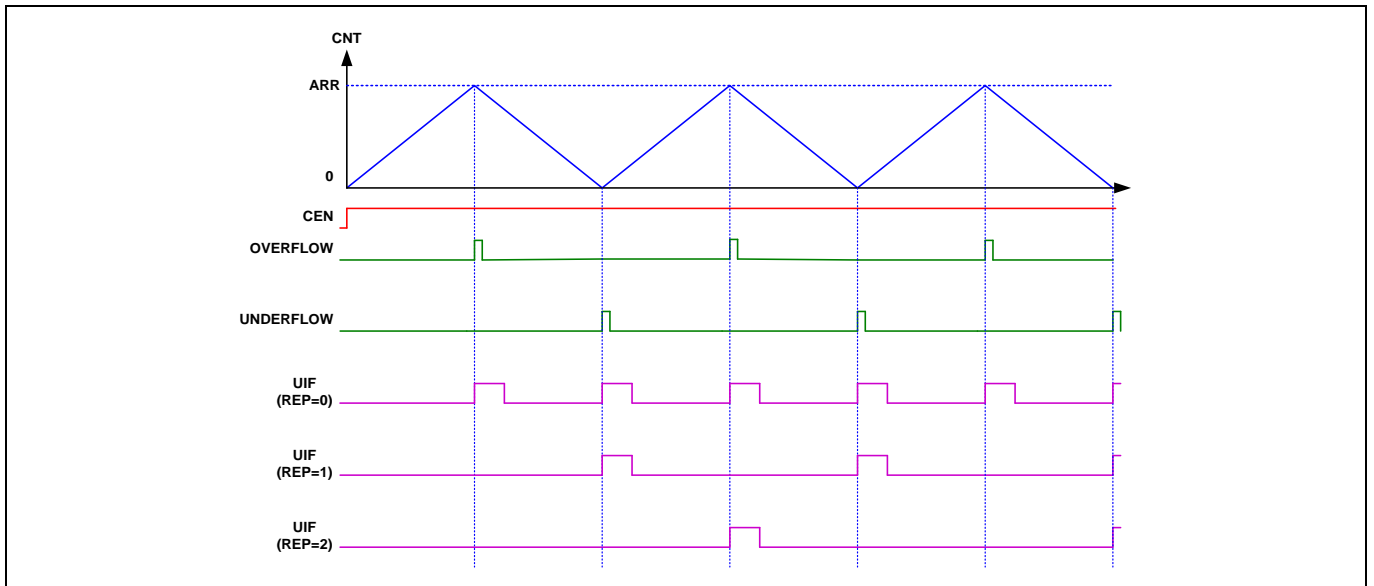 CNT
ARR
0
CEN
OVERFLOW
UNDERFLOW
UIF
(REP=0)
UIF
(REP=1)
UIF
(REP=2)